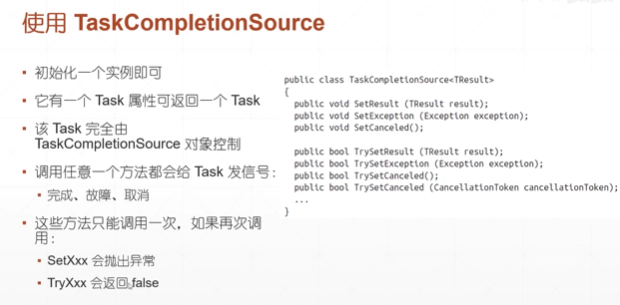 使用 TaskCompletionSource
▪ 初始化一个实例即可
▪ 它有一个 Task 属性可返回一个 Task
▪ 该 Task 完全由
TaskCompletionSource 对象控制
▪ 调用任意一个方法都会给 Task 发信号：
▪ 完成、故障、取消
▪ 这些方法只能调用一次，如果再次调
用：
▪ SetXxx 会抛出异常
▪ TryXxx 会返回 false
public class TaskCompletionSource<TResult>
{
public void SetResult (TResult result);
public void SetException (Exception exception);
public void SetCanceled();
public bool TrySetResult (TResult result);
public bool TrySetException (Exception exception);
public bool TrySetCanceled();
public bool TrySetCanceled (CancellationToken cancellationToken);
...
}